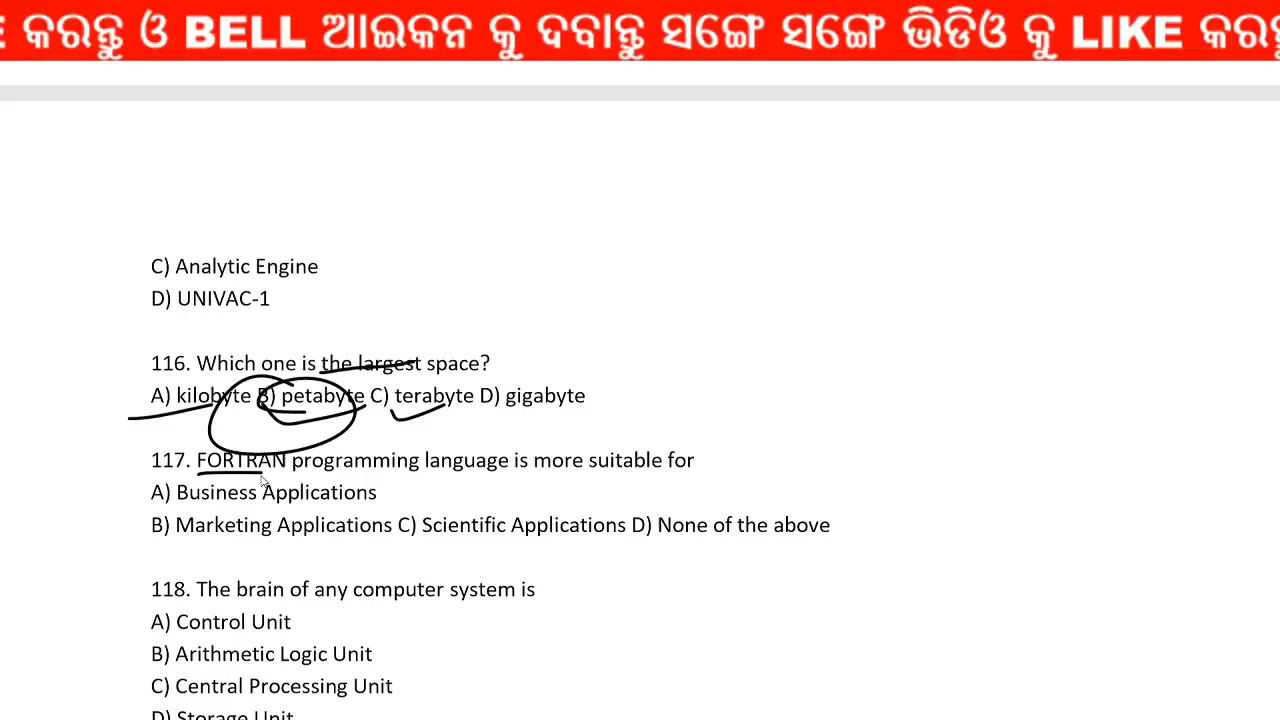 କରନ୍ତୁ ଓ BELL ଆଇକନ କୁ ଦବାନ୍ତୁ ସଙ୍ଗେ ସଙ୍ଗେ ଭିଡିଓ କୁ LIKE
C) Analytic Engine
D) UNIVAC-1
116. Which one is the largest space?
A) kilobyte B) petabyte C) terabyte D) gigabyte
117. FORTRAN programming language is more suitable for
A) Business Applications
B) Marketing Applications C) Scientific Applications D) None of the above
118. The brain of any computer system is
A) Control Unit
B) Arithmetic Logic Unit
C) Central Processing Unit
D) Storage Unit